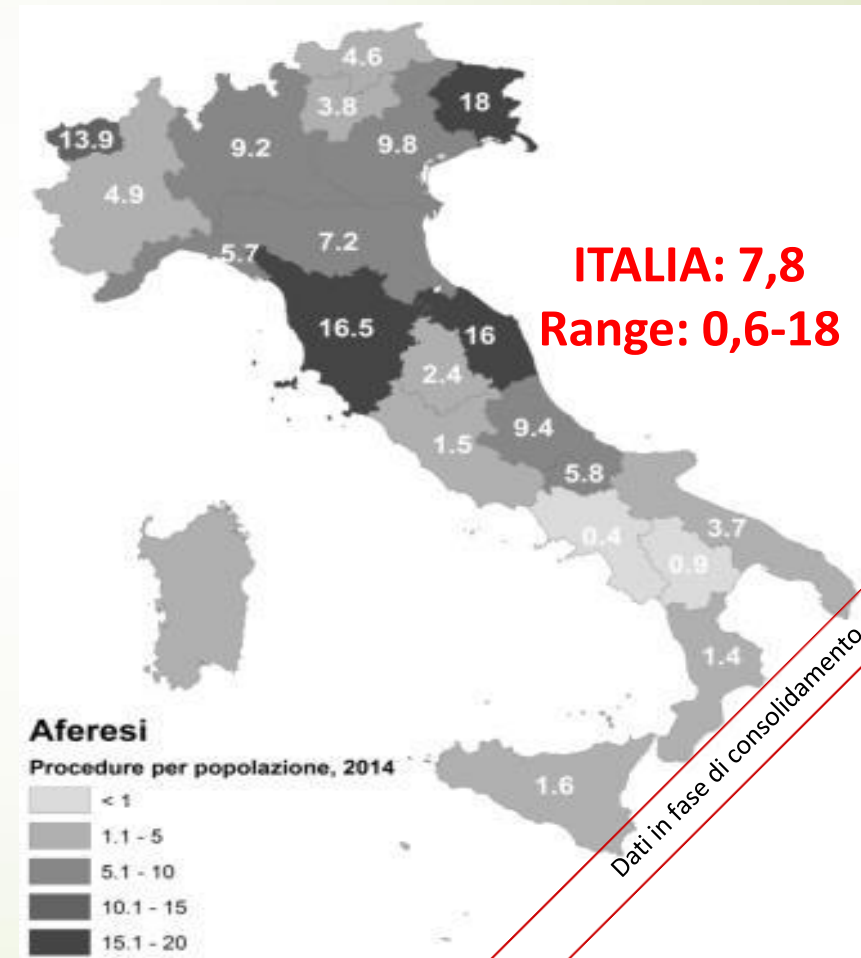 4.6
3.8
18
13.9
9.2
9.8
4.9
5.7
7.2
ITALIA: 7,8
Range: 0,6-18
16.5
16
2.4
1.5
9.4
5.8
0.4
3.7
0.9
1.4
1.6
Dati in fase di consolidamento
Aferesi
Procedure per popolazione, 2014
< 1
1.1 - 5
5.1 - 10
10.1 - 15
15.1 - 20